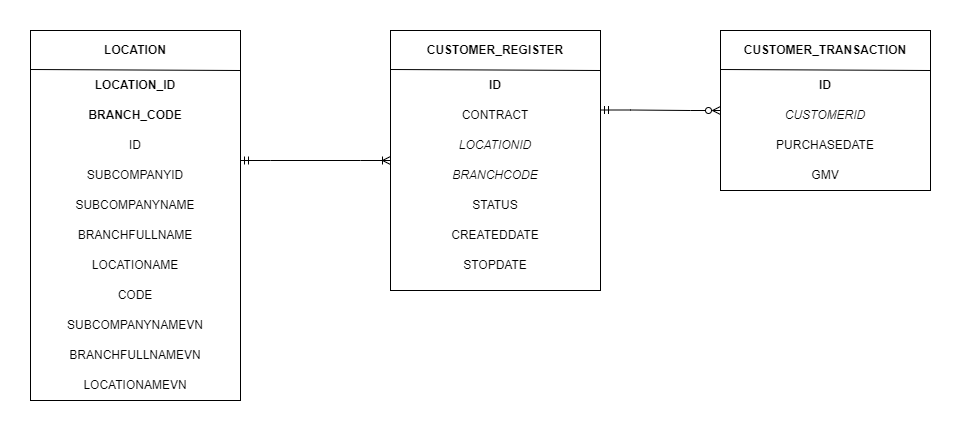 LOCATION
LOCATION_ID
BRANCH_CODE
ID
SUBCOMPANYID
SUBCOMPANYNAME
BRANCHFULLNAME
LOCATIONAME
CODE
SUBCOMPANYNAMEVN
BRANCHFULLNAMEVN
LOCATIONAMEVN
CUSTOMER_REGISTER
ID
CONTRACT
LOCATIONID
BRANCHCODE
STATUS
CREATEDDATE
STOPDATE
CUSTOMER_TRANSACTION
ID
CUSTOMERID
PURCHASEDATE
GMV